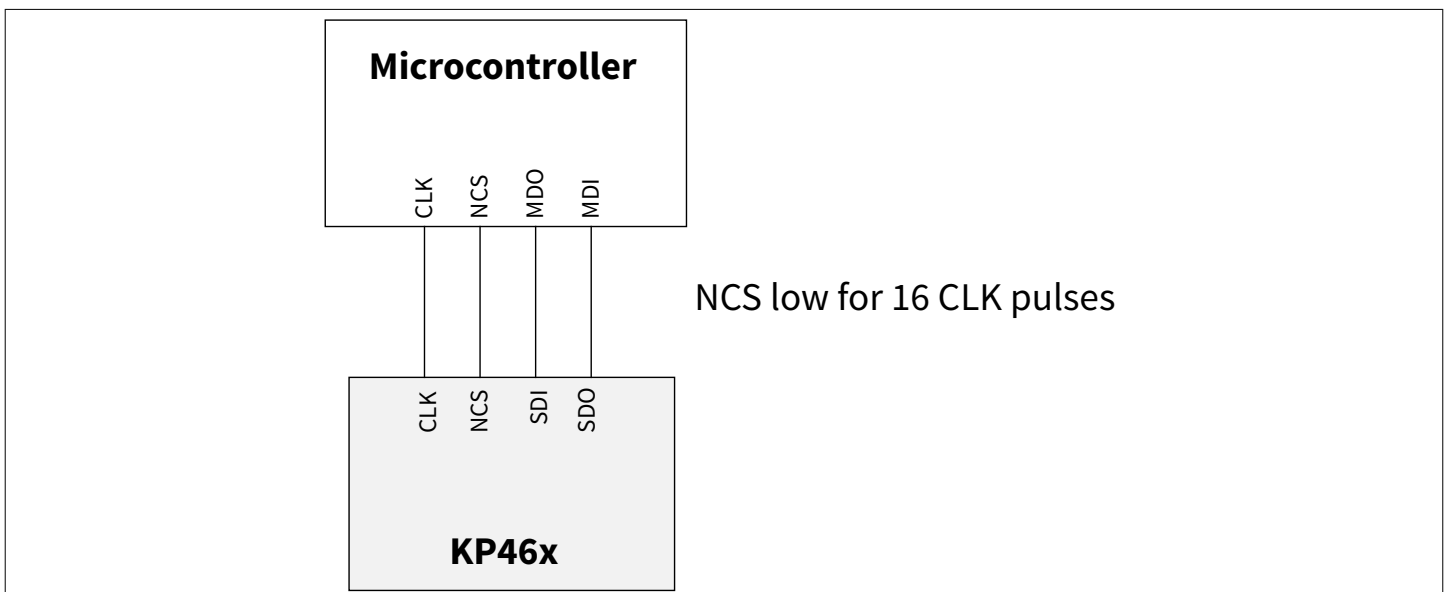 Microcontroller
CLK NCS MDO MDI
NCS low for 16 CLK pulses
CLK NCS SDI SDO
KP46x